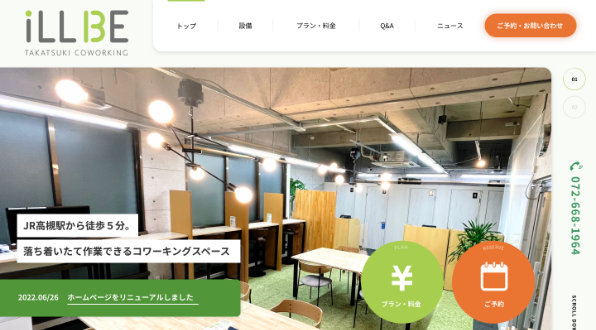 iLLBE
TAKATSUKI COWORKING
トップ
設備
プラン・料金
Q&A
ニュース
ご予約・お問い合わせ
01
072-668-1964
JR高槻駅から徒歩５分。
落ち着いたて作業できるコワーキングスペース
PLAN
¥
プラン・料金
RESERVE
ご予約
2022.06/26 ホームページをリニューアルしました